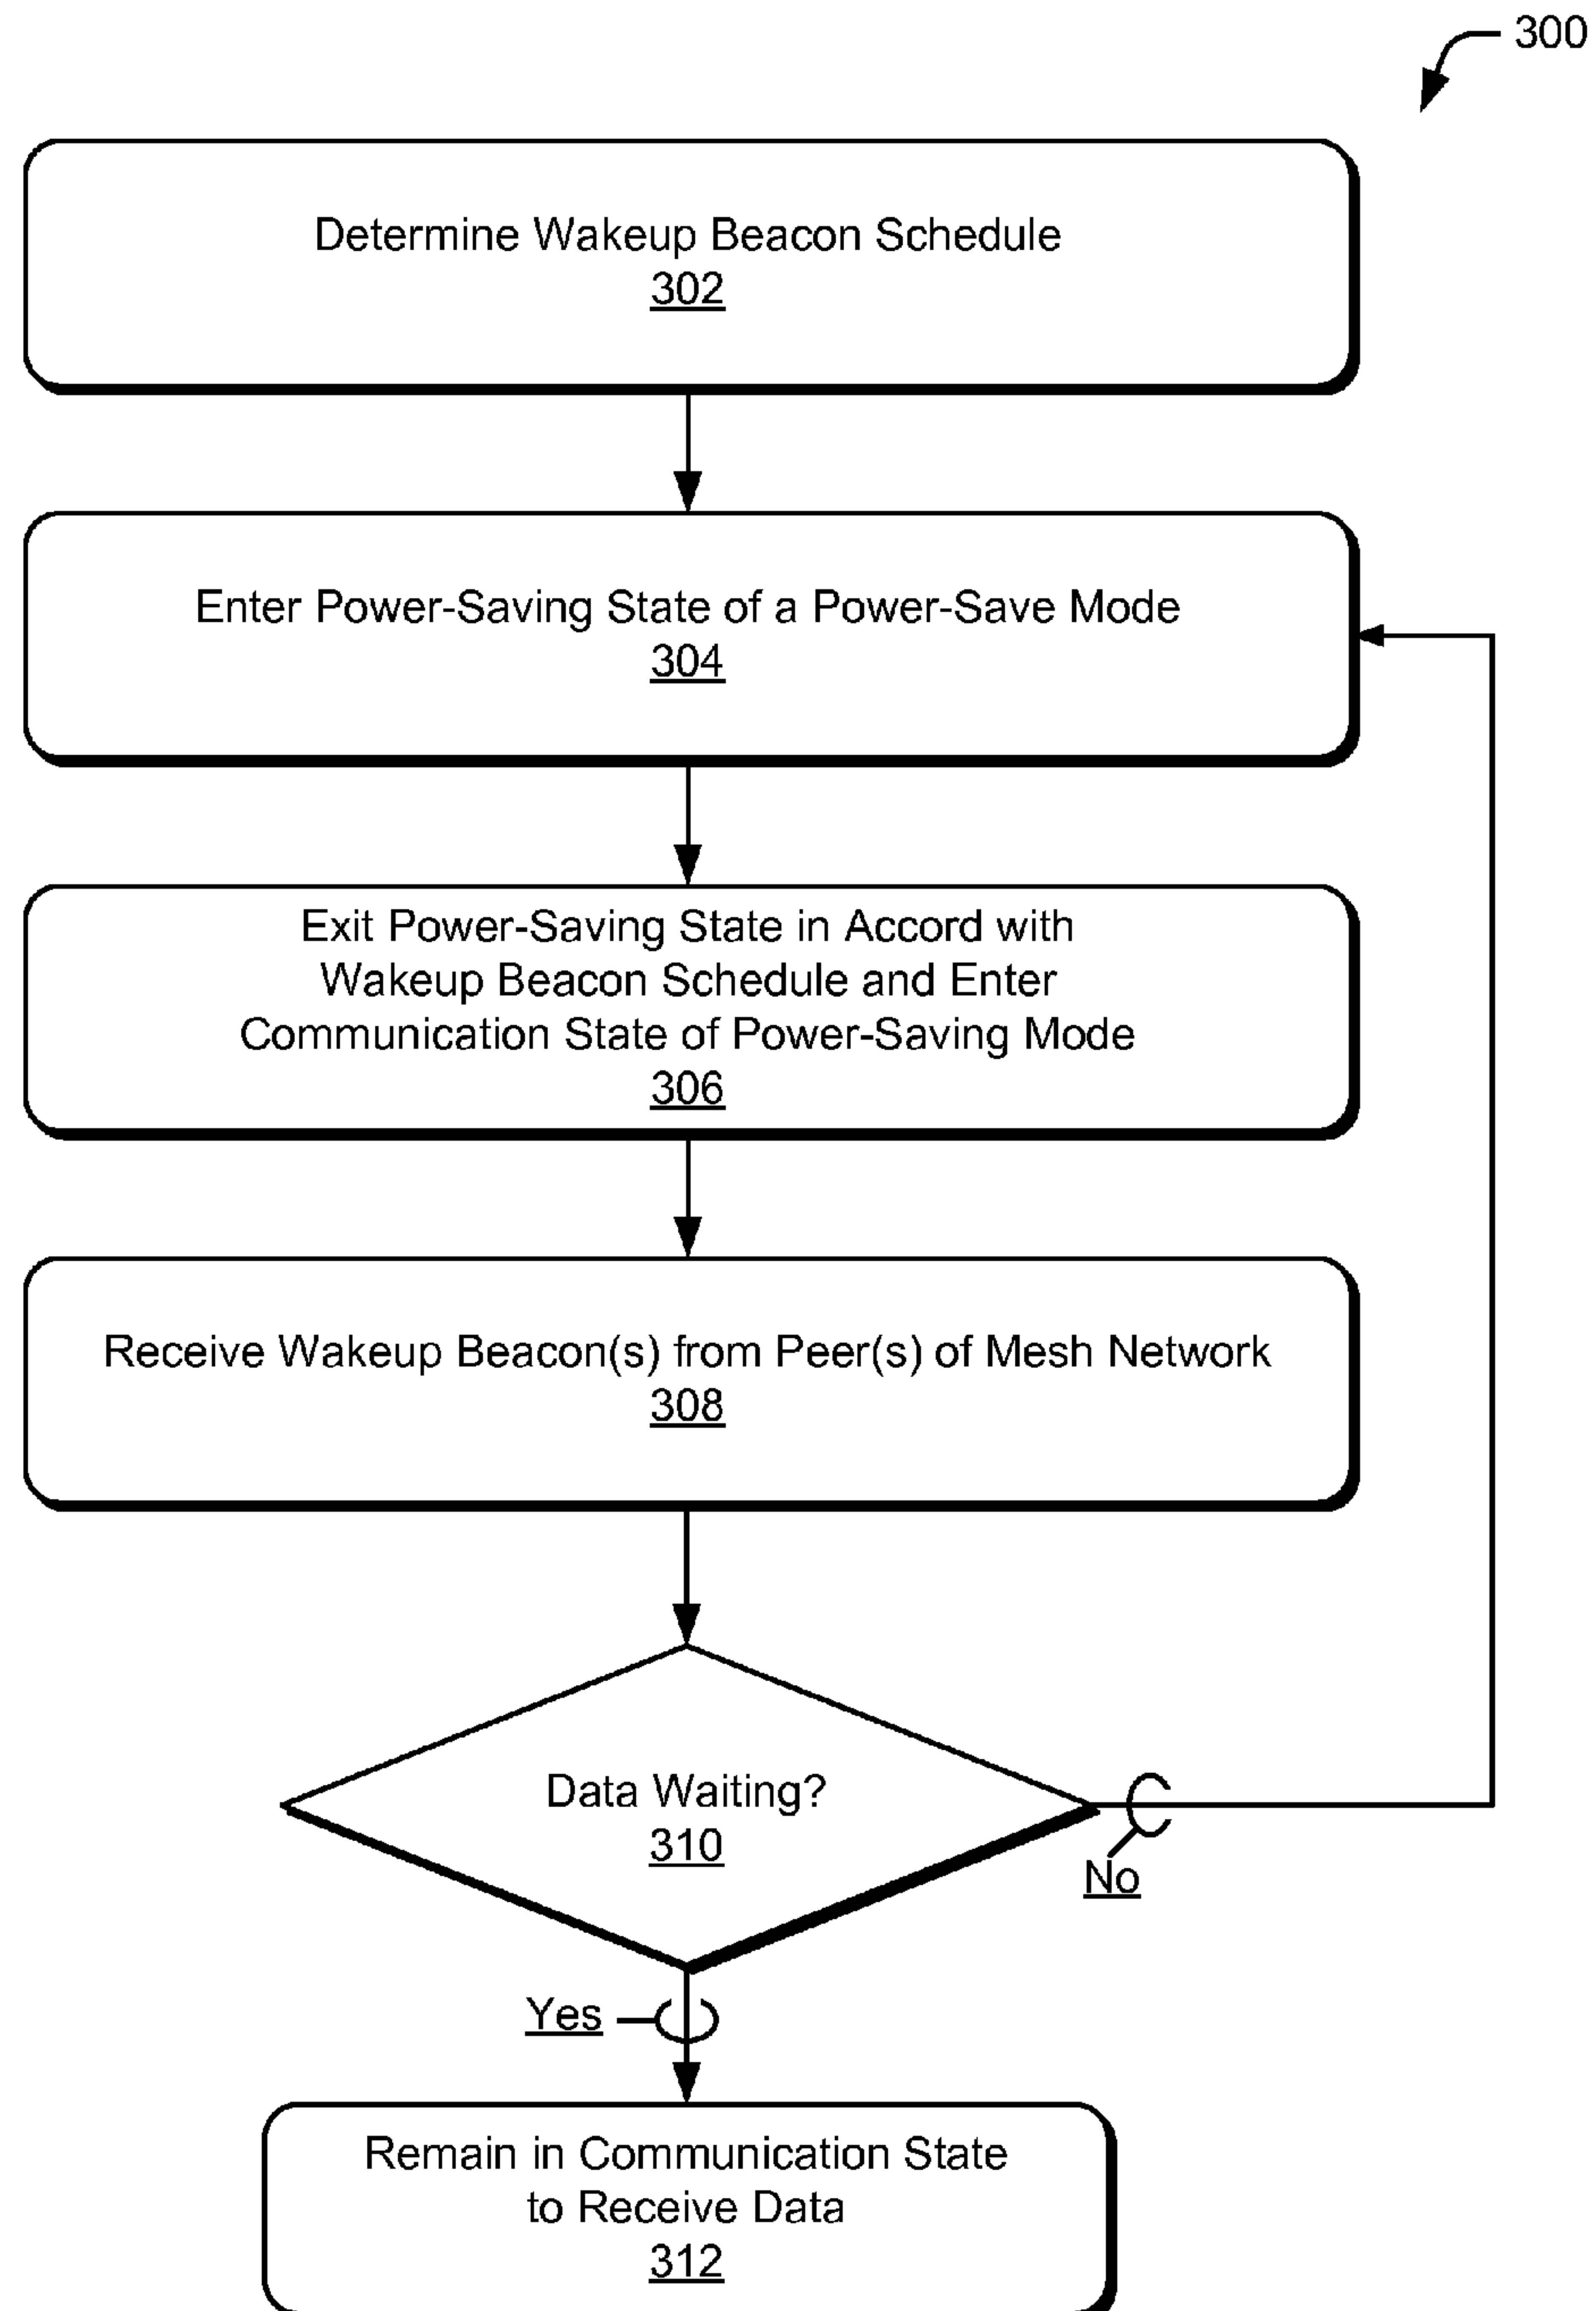 300
Determine Wakeup Beacon Schedule
302
Enter Power-Saving State of a Power-Save Mode
304
Exit Power-Saving State in Accord with
Wakeup Beacon Schedule and Enter
Communication State of Power-Saving Mode
306
Receive Wakeup Beacon(s) from Peer(s) of Mesh Network
308
Data Waiting?
310
No
Yes
Remain in Communication State
to Receive Data
312